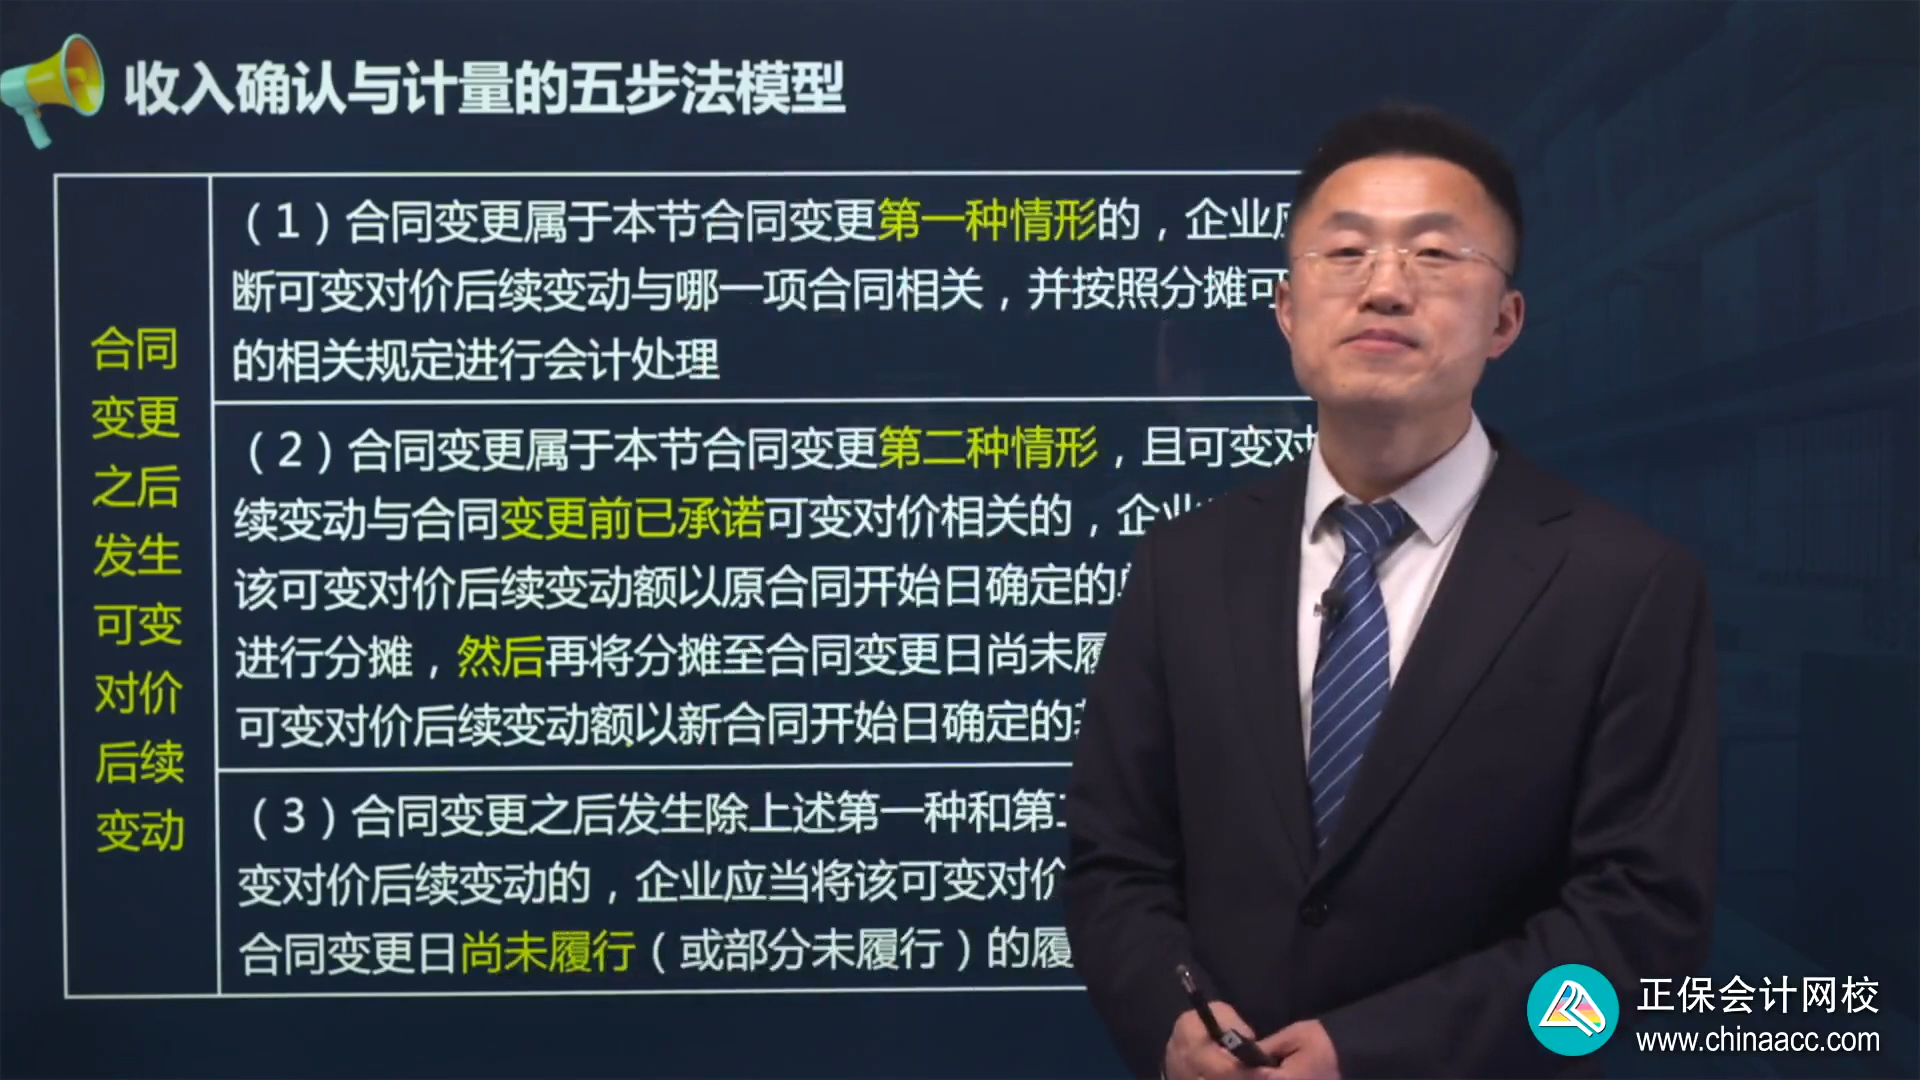 收入确认与计量的五步法模型
合同
变更
之后
发生
可变
对价
后续
变动
（1）合同变更属于本节合同变更第一种情形的，企业应
断可变对价后续变动与哪一项合同相关，并按照分摊可
的相关规定进行会计处理
（2）合同变更属于本节合同变更第二种情形，且可变对
续变动与合同变更前已承诺可变对价相关的，企业
该可变对价后续变动额以原合同开始日确定的
进行分摊，然后再将分摊至合同变更日尚未履
可变对价后续变动额以新合同开始日确定的
（3）合同变更之后发生除上述第一种和第
变对价后续变动的，企业应当将该可变对价
合同变更日尚未履行（或部分未履行）的履
正保会计网校
www.chinaacc.com